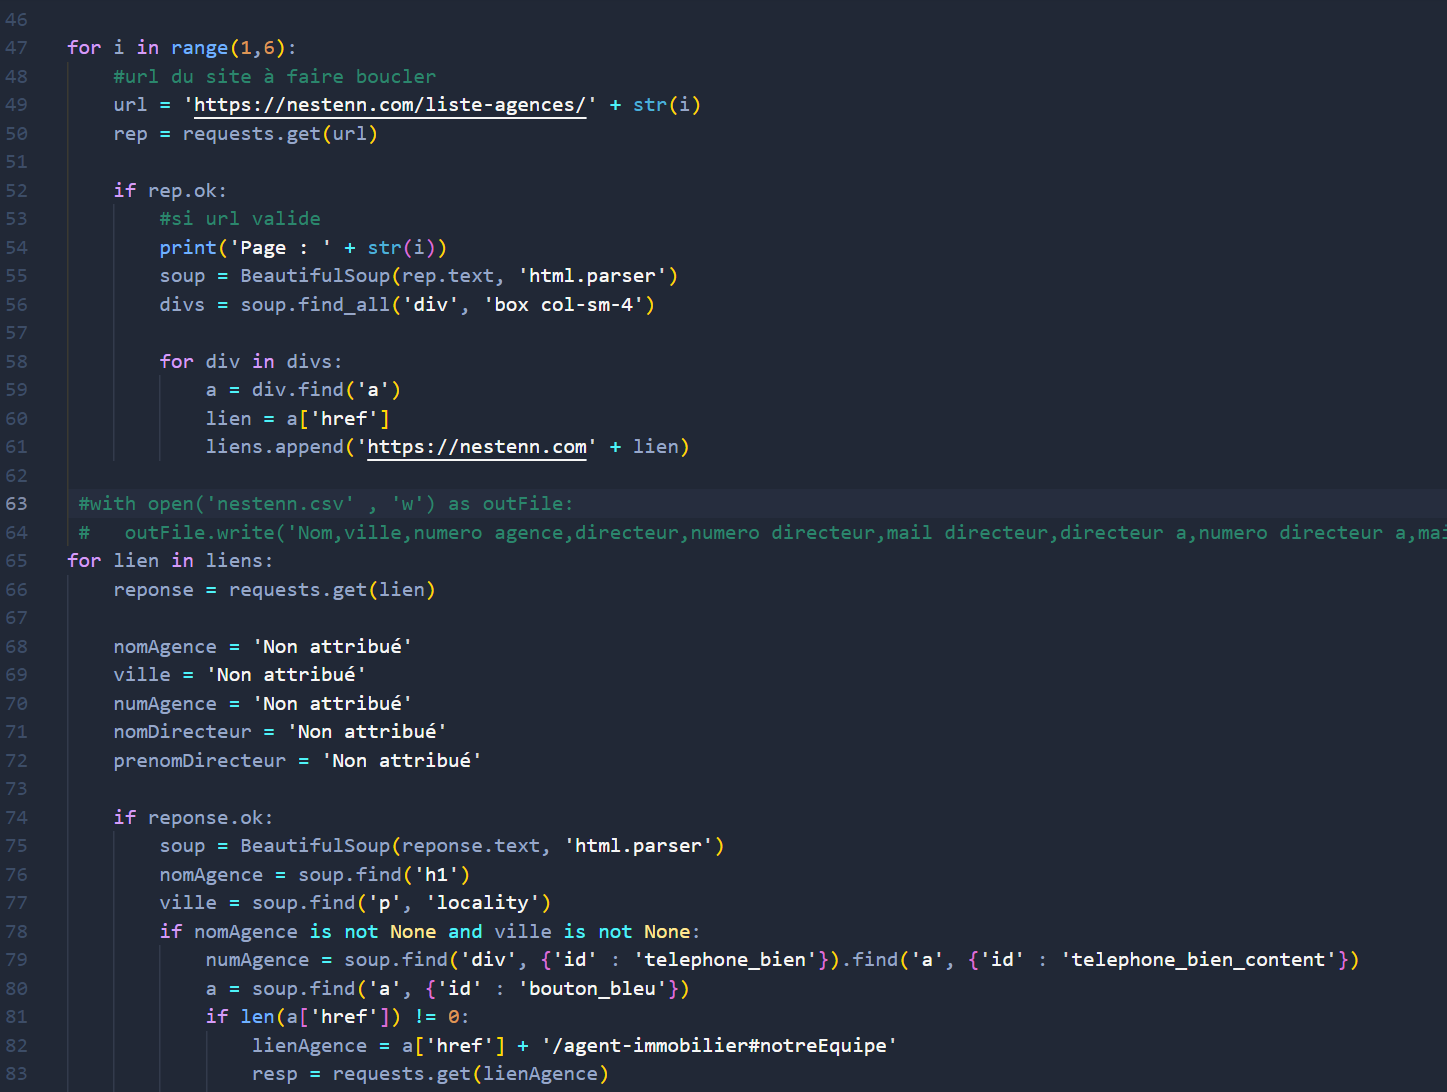 46
47 for i in range(1,6):
48 #url du site à faire boucler
49 url = 'https://nestenn.com/liste-agences/' + str(i)
50 rep = requests.get(url)
51
52 if rep.ok:
53 #si url valide
54 print('Page : ' + str(i))
55 soup = BeautifulSoup(rep.text, 'html.parser')
56 divs = soup.find_all('div', 'box col-sm-4')
57
58 for div in divs:
59 a = div.find('a')
60 lien = a['href']
61 liens.append('https://nestenn.com' + lien)
62
63 #with open('nestenn.csv' , 'w') as outFile:
64 # outFile.write('Nom,ville,numero agence,directeur,numero directeur,mail directeur,directeur a,numero directeur a,mai
65 for lien in liens:
66 reponse = requests.get(lien)
67
68 nomAgence = 'Non attribué'
69 ville = 'Non attribué'
70 numAgence = 'Non attribué'
71 nomDirecteur = 'Non attribué'
72 prenomDirecteur = 'Non attribué'
73
74 if reponse.ok:
75 soup = BeautifulSoup(reponse.text, 'html.parser')
76 nomAgence = soup.find('h1')
77 ville = soup.find('p', 'locality')
78 if nomAgence is not None and ville is not None:
79 numAgence = soup.find('div', {'id' : 'telephone_bien'}).find('a', {'id' : 'telephone_bien_content'})
80 a = soup.find('a', {'id' : 'bouton_bleu'})
81 if len(a['href']) != 0:
82 lienAgence = a['href'] + '/agent-immobilier#notreEquipe'
83 resp = requests.get(lienAgence)